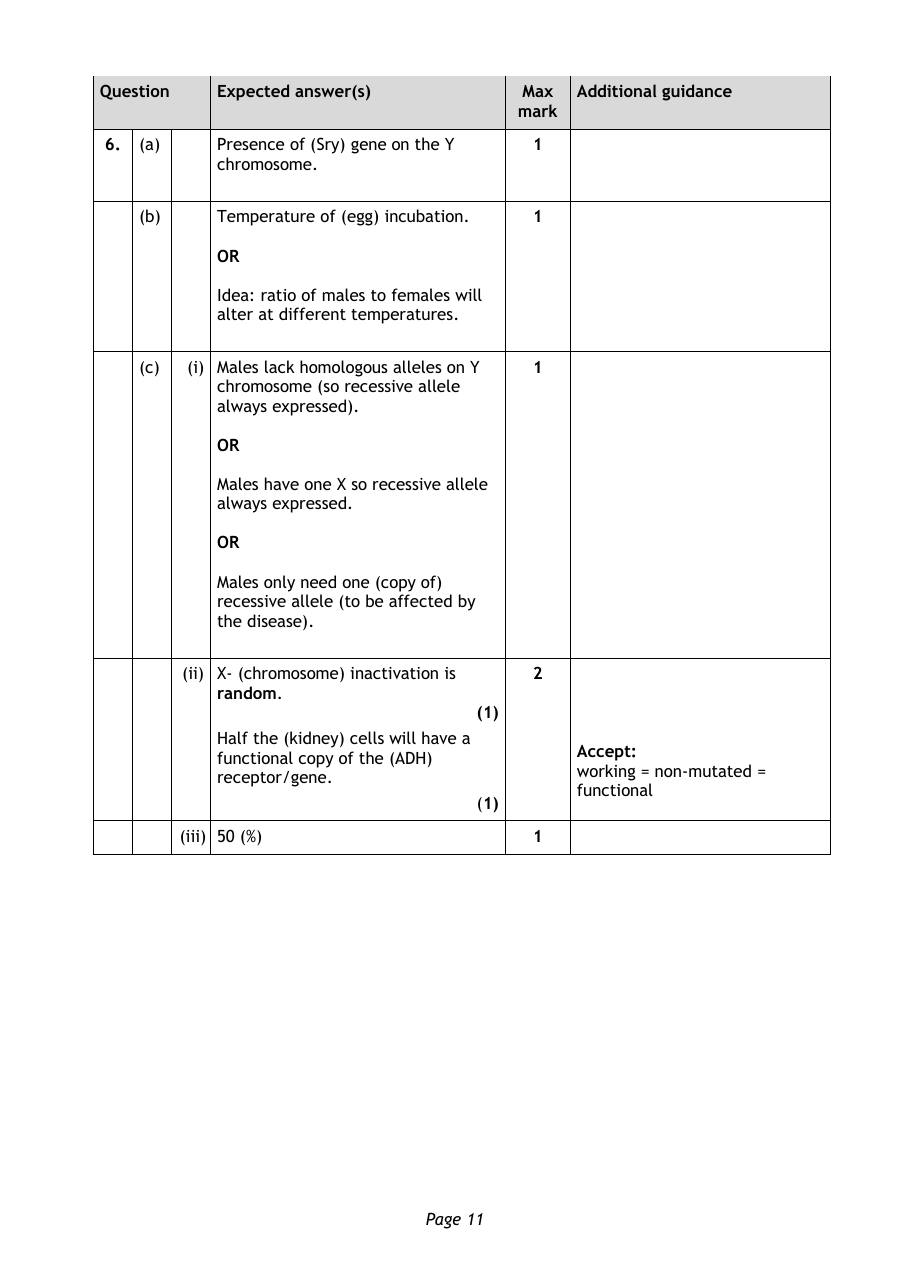 Question Expected answer(s) Max mark Additional guidance
6. (a) Presence of (Sry) gene on the Y 1
chromosome.
(b) Temperature of (egg) incubation. 1
OR
Idea: ratio of males to females will
alter at different temperatures.
(c) (i) Males lack homologous alleles on Y 1
chromosome (so recessive allele
always expressed).
OR
Males have one X so recessive allele
always expressed.
OR
Males only need one (copy of)
recessive allele (to be affected by
the disease).
(ii) X- (chromosome) inactivation is 2
random.
(1)
Half the (kidney) cells will have a
functional copy of the (ADH)
receptor/gene.
(1)
Accept:
working = non-mutated =
functional
(iii) 50 (%) 1
Page 11